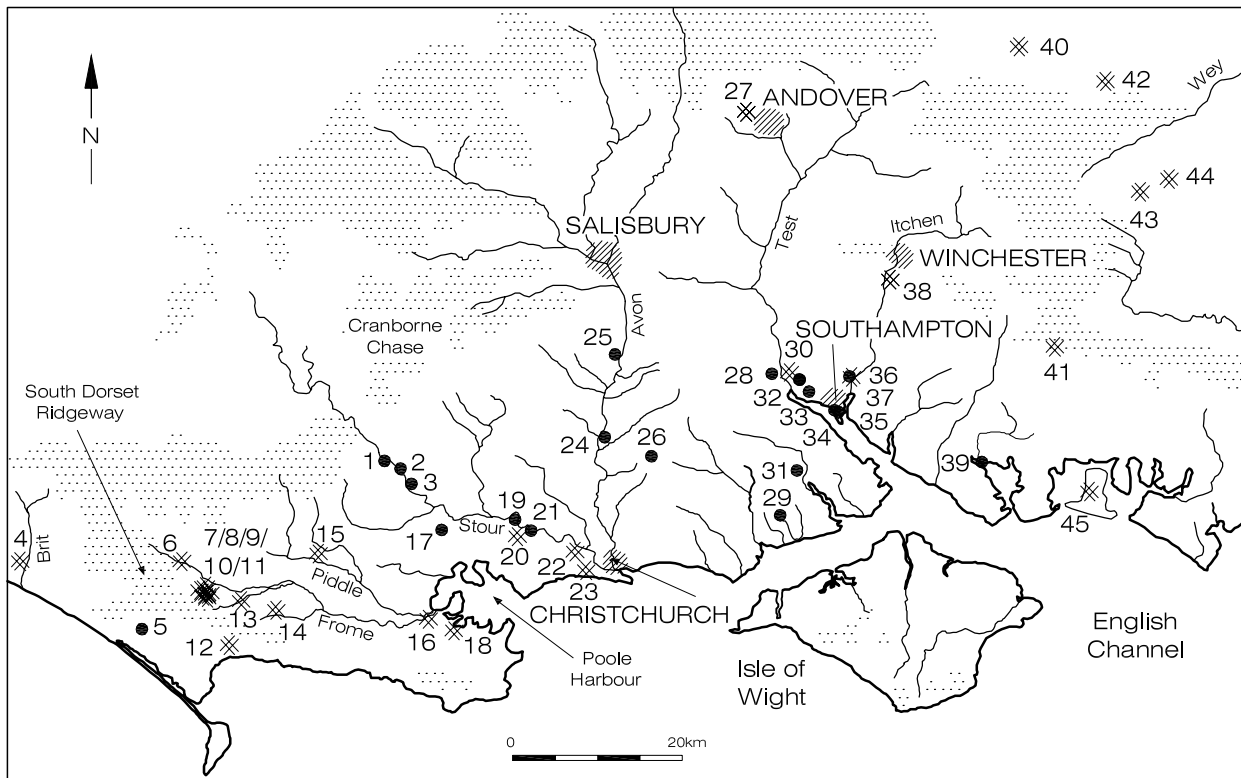 40
42
Wey
27
ANDOVER
N
44
43
Itchen
SALISBURY
Test
WINCHESTER
38
Avon
Cranborne
Chase
SOUTHAMPTON
25
30
28
36
41
South Dorset
Ridgeway
32
37
33
35
34
24
26
1
2
3
31
39
19
21
29
45
4
Brit
Stour
17
20
15
7/8/9/
10/11
6
22
Piddle
23
CHRISTCHURCH
13
14
Frome
5
12
16
18
Poole
Harbour
Isle of
Wight
English
Channel
0
20km